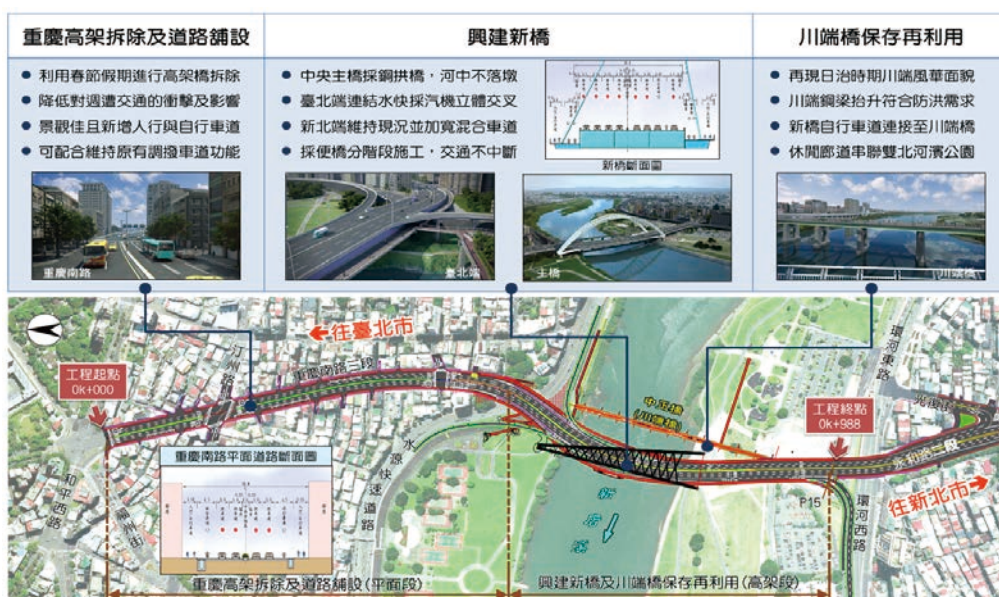 重慶高架拆除及道路舖設
● 利用春節假期進行高架橋拆除
● 降低對週遭交通的衝擊及影響
● 景觀佳且新增人行與自行車道
● 可配合維持原有調撥車道功能
重慶南路
興建新橋
● 中央主橋採鋼拱橋，河中不落墩
● 臺北端連結水快採汽機立體交叉
● 新北端維持現況並加寬混合車道
● 採便橋分階段施工，交通不中斷
新橋斷面圖
臺北端
主橋
川端橋保存再利用
● 再現日治時期川端風華面貌
● 川端鋼梁抬升符合防洪需求
● 新橋自行車道連接至川端橋
● 休閒廊道串聯雙北河濱公園
川端橋
往臺北市
工程起點
0k+000
汀州路
重慶南路三段
中正橋
(川端橋)
環河東路
工程終點
0k+988
光復街
永和路二段
往新北市
重慶南路平面道路斷面圖
和平西路
福州街
水源快速道路
新店溪
P15
環河西路
重慶高架拆除及道路舖設(平面段)
興建新橋及川端橋保存再利用(高架段)